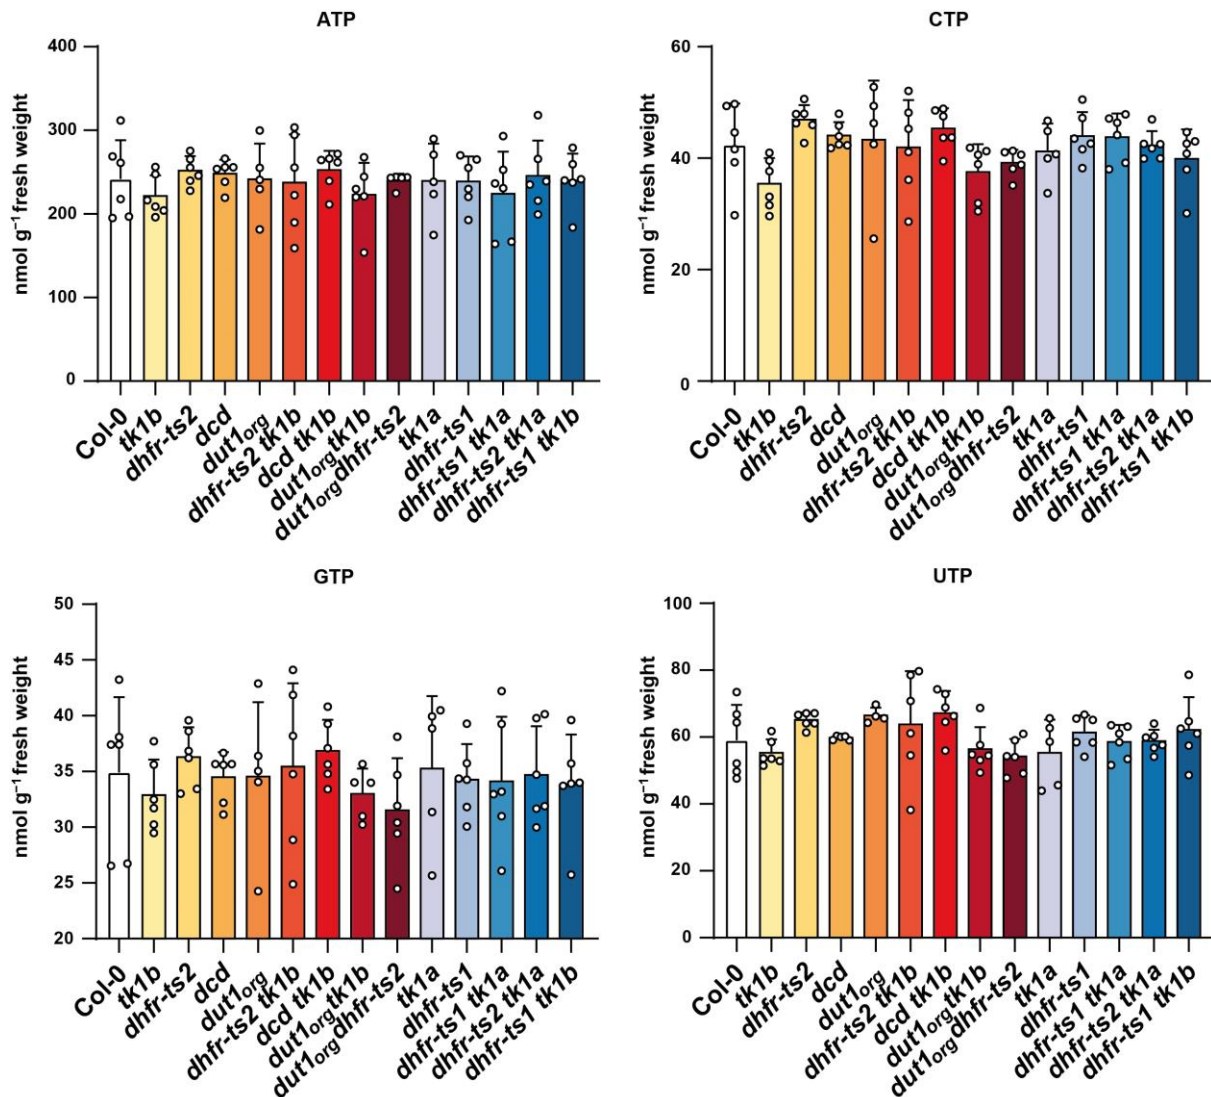 ATP
nmol g⁻¹ fresh weight
400
300
200
100
0
Col-0
tk1b
dhfr-ts2
dcd
dut1org
dhfr-ts2 tk1b
dcd tk1b
dut1org tk1b
dut1org dhfr-ts2
tk1a
dhfr-ts1
dhfr-ts1 tk1a
dhfr-ts2 tk1a
dhfr-ts1 tk1b
CTP
nmol g⁻¹ fresh weight
60
40
20
0
Col-0
tk1b
dhfr-ts2
dcd
dut1org
dhfr-ts2 tk1b
dcd tk1b
dut1org tk1b
dut1org dhfr-ts2
tk1a
dhfr-ts1
dhfr-ts1 tk1a
dhfr-ts2 tk1a
dhfr-ts1 tk1b
GTP
nmol g⁻¹ fresh weight
50
45
40
35
30
25
20
Col-0
tk1b
dhfr-ts2
dcd
dut1org
dhfr-ts2 tk1b
dcd tk1b
dut1org tk1b
dut1org dhfr-ts2
tk1a
dhfr-ts1
dhfr-ts1 tk1a
dhfr-ts2 tk1a
dhfr-ts1 tk1b
UTP
nmol g⁻¹ fresh weight
100
80
60
40
20
0
Col-0
tk1b
dhfr-ts2
dcd
dut1org
dhfr-ts2 tk1b
dcd tk1b
dut1org tk1b
dut1org dhfr-ts2
tk1a
dhfr-ts1
dhfr-ts1 tk1a
dhfr-ts2 tk1a
dhfr-ts1 tk1b